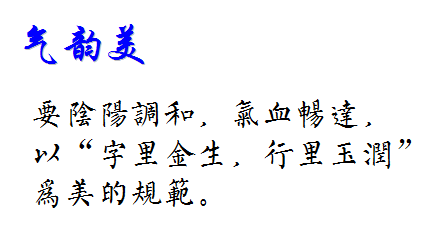 气韵美
要陰陽調和，氣血暢達，
以“字里金生，行里玉潤”
爲美的規範。